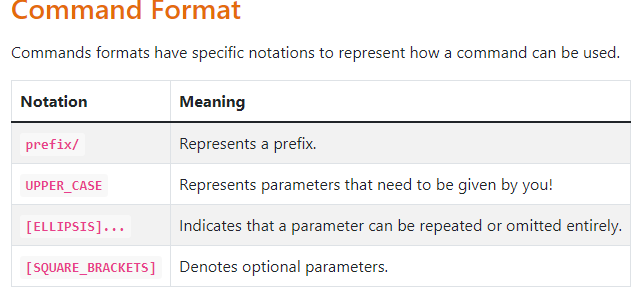 Command Format
Commands formats have specific notations to represent how a command can be used.
Notation Meaning
prefix/ Represents a prefix.
UPPER_CASE Represents parameters that need to be given by you!
[ELLIPSIS]... Indicates that a parameter can be repeated or omitted entirely.
[SQUARE_BRACKETS] Denotes optional parameters.